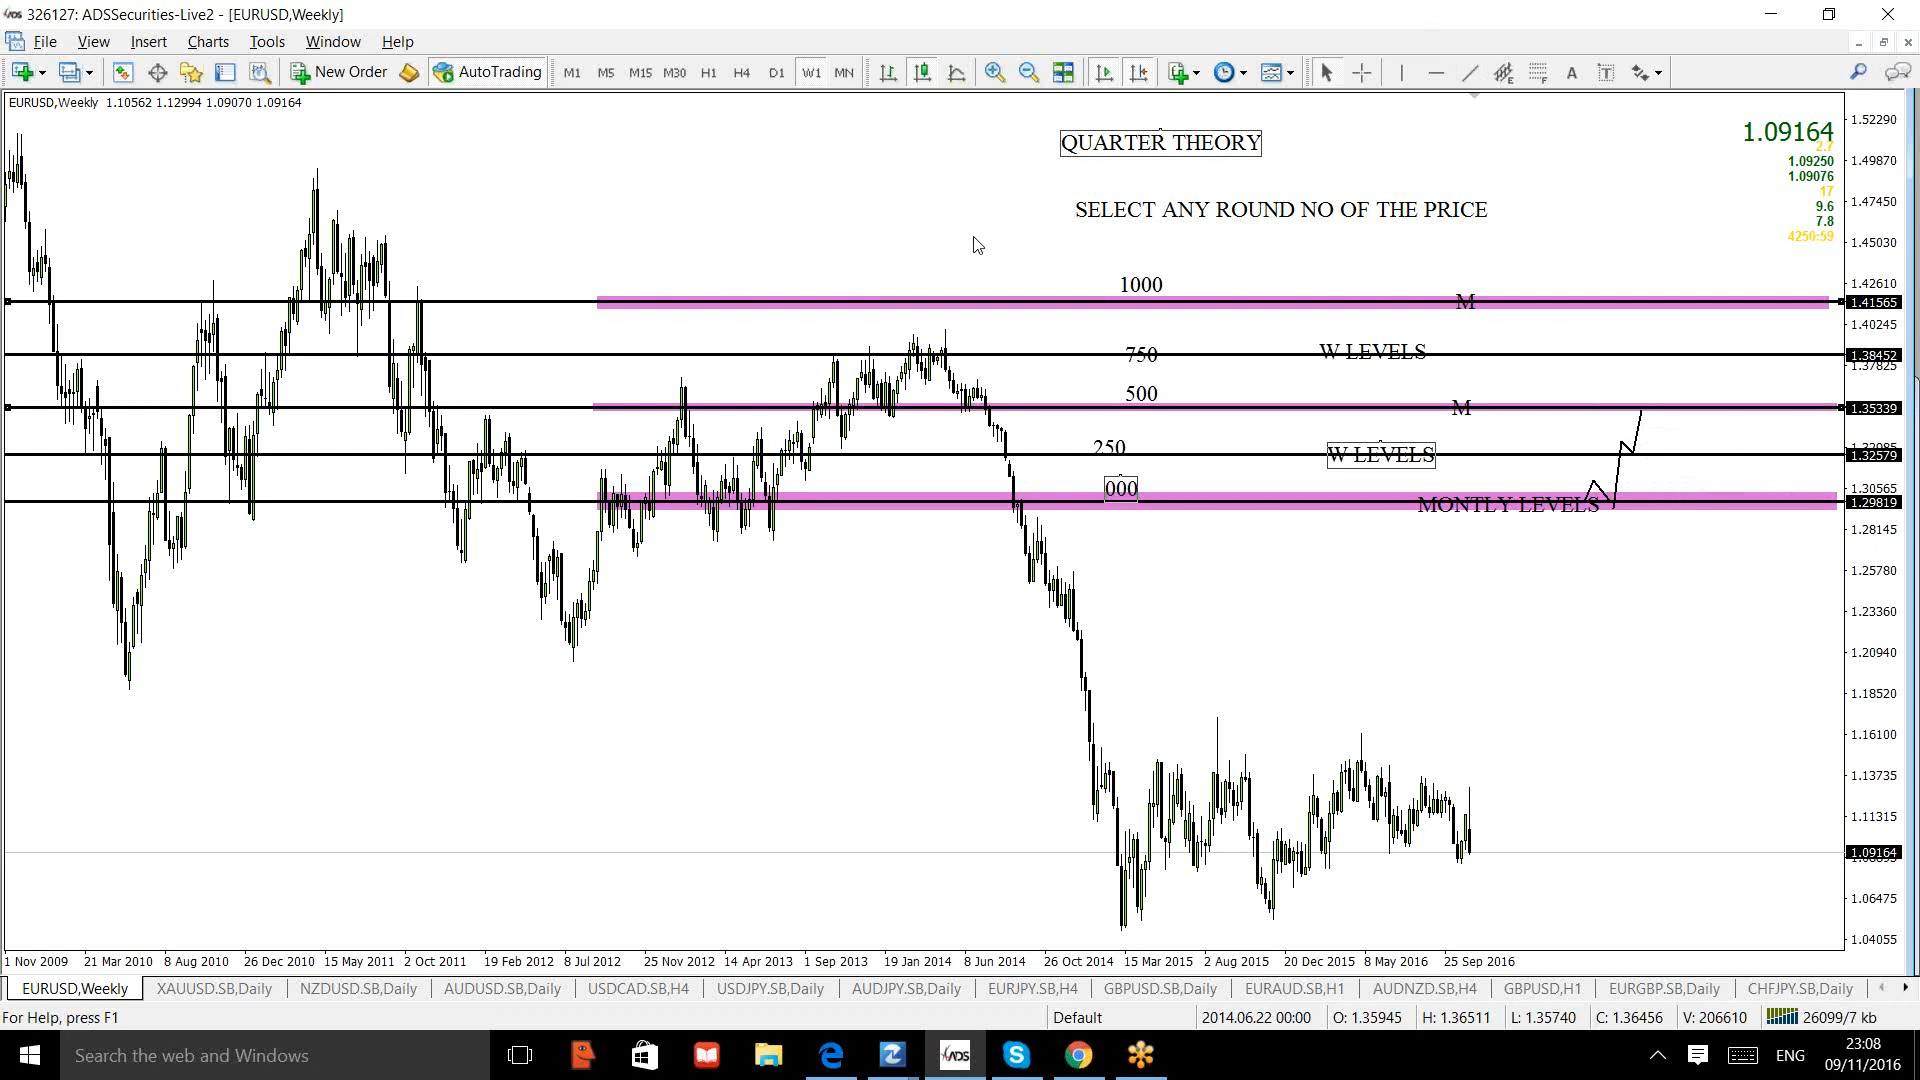 326127: ADSSecurities-Live2 - [EURUSD,Weekly]
File View Insert Charts Tools Window Help
New Order AutoTrading M1 M5 M15 M30 H1 H4 D1 W1 MN
EURUSD,Weekly 1.10562 1.12994 1.09070 1.09164
QUARTER THEORY
SELECT ANY ROUND NO OF THE PRICE
1.09164
2.7
1.09250
1.09076
17
9.6
7.8
4250:59
1000
M
750
W LEVELS
500
M
250
W LEVELS
000
MONTLY LEVELS
1.52290
1.49870
1.47450
1.45030
1.42610
1.41565
1.40245
1.38452
1.37825
1.35339
1.32579
1.30565
1.29819
1.28145
1.25780
1.23360
1.20940
1.18520
1.16100
1.13735
1.11315
1.09164
1.06475
1.04055
1 Nov 2009 21 Mar 2010 8 Aug 2010 26 Dec 2010 15 May 2011 2 Oct 2011 19 Feb 2012 8 Jul 2012 25 Nov 2012 14 Apr 2013 1 Sep 2013 19 Jan 2014 8 Jun 2014 26 Oct 2014 15 Mar 2015 2 Aug 2015 20 Dec 2015 8 May 2016 25 Sep 2016
EURUSD,Weekly XAUUSD.SB,Daily NZDUSD.SB,Daily AUDUSD.SB,Daily USDCAD.SB,H4 USDJPY.SB,Daily AUDJPY.SB,Daily EURJPY.SB,H4 GBPUSD.SB,Daily EURAUD.SB,H1 AUDNZD.SB,H4 GBPUSD,H1 EURGBP.SB,Daily CHFJPY.SB,Daily
For Help, press F1 Default 2014.06.22 00:00 O: 1.35945 H: 1.36511 L: 1.35740 C: 1.36456 V: 206610 26099/7 kb
Search the web and Windows ADS ENG 23:08
09/11/2016